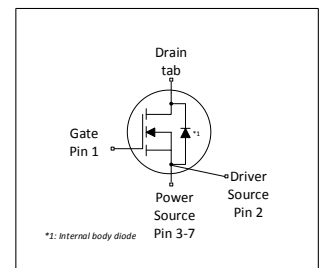 Drain
tab
*1
Gate
Pin 1
Driver
Source
Pin 2
Power
Source
Pin 3-7
*1: Internal body diode